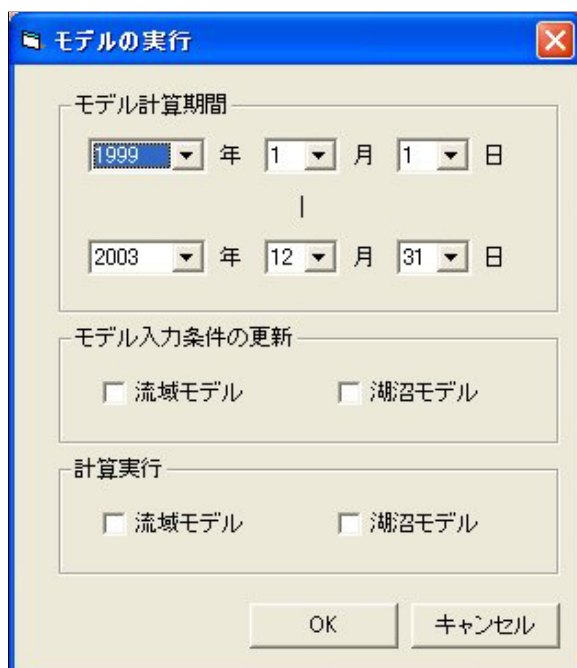 モデルの実行
モデル計算期間
1999 年 1 月 1 日
|
2003 年 12 月 31 日
モデル入力条件の更新
流域モデル 湖沼モデル
計算実行
流域モデル 湖沼モデル
OK キャンセル